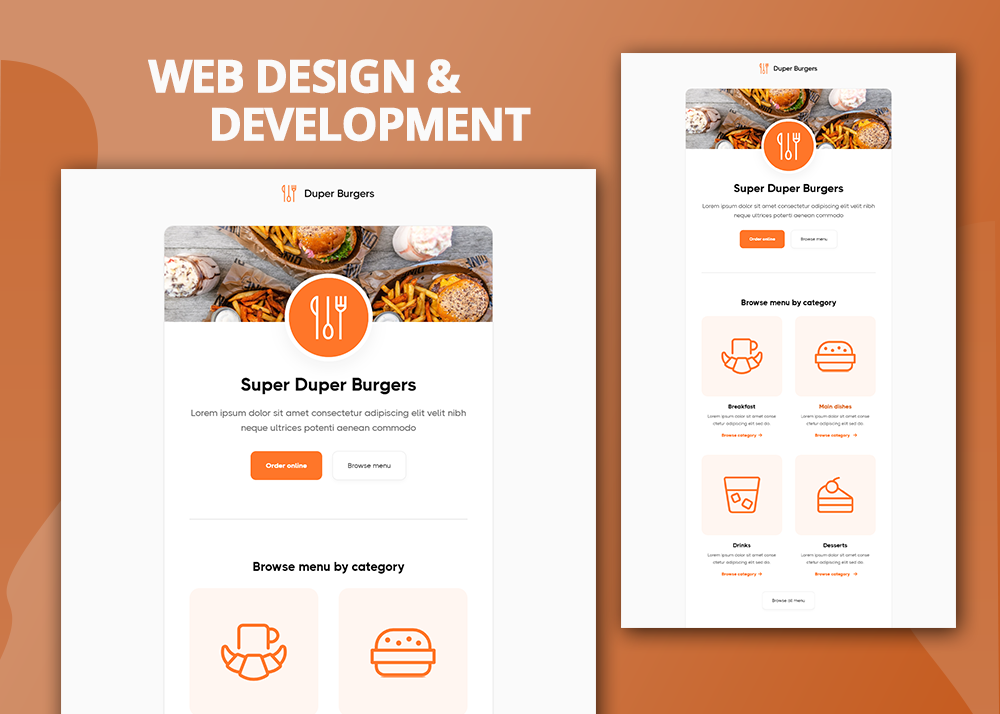 WEB DESIGN &
DEVELOPMENT
Duper Burgers
Super Duper Burgers
Lorem ipsum dolor sit amet consectetur adipiscing elit velit nibh
neque ultrices potenti aenean commodo
Order online
Browse menu
Browse menu by category
Duper Burgers
Super Duper Burgers
Lorem ipsum dolor sit amet consectetur adipiscing elit velit nibh
neque ultrices potenti aenean commodo
Order online
Browse menu
Browse menu by category
Breakfast
Lorem ipsum dolor sit amet conse
ctetur adipiscing elit sed do.
Browse category →
Main dishes
Lorem ipsum dolor sit amet conse
ctetur adipiscing elit sed do.
Browse category →
Drinks
Lorem ipsum dolor sit amet conse
ctetur adipiscing elit sed do.
Browse category →
Desserts
Lorem ipsum dolor sit amet conse
ctetur adipiscing elit sed do.
Browse category →
Browse all menu